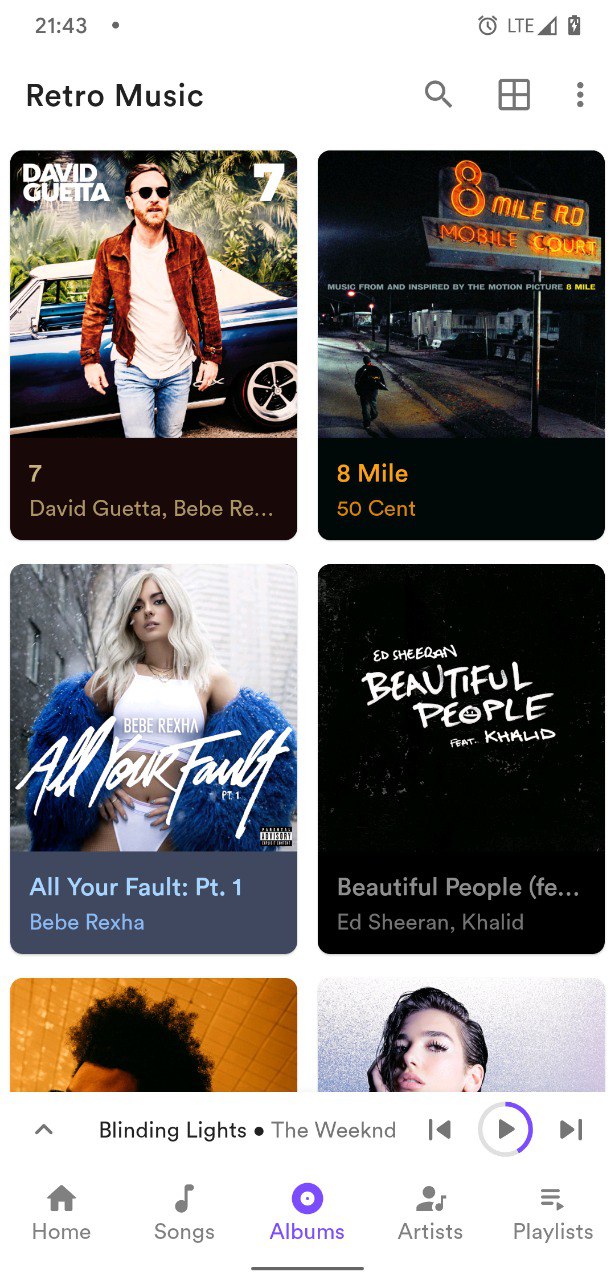 21:43
LTE
Retro Music
DAVID
GUETTA
7
8 MILE RD
MOBILE COURT
MUSIC FROM AND INSPIRED BY THE MOTION PICTURE 8 MILE
7
David Guetta, Bebe Re...
8 Mile
50 Cent
BEBE REXHA
All Your Fault
PT. 1
PARENTAL
ADVISORY
EXPLICIT CONTENT
ED SHEERAN
BEAUTIFUL
PEOPLE
FEAT. KHALID
All Your Fault: Pt. 1
Bebe Rexha
Beautiful People (fe...
Ed Sheeran, Khalid
Blinding Lights • The Weeknd
Home
Songs
Albums
Artists
Playlists